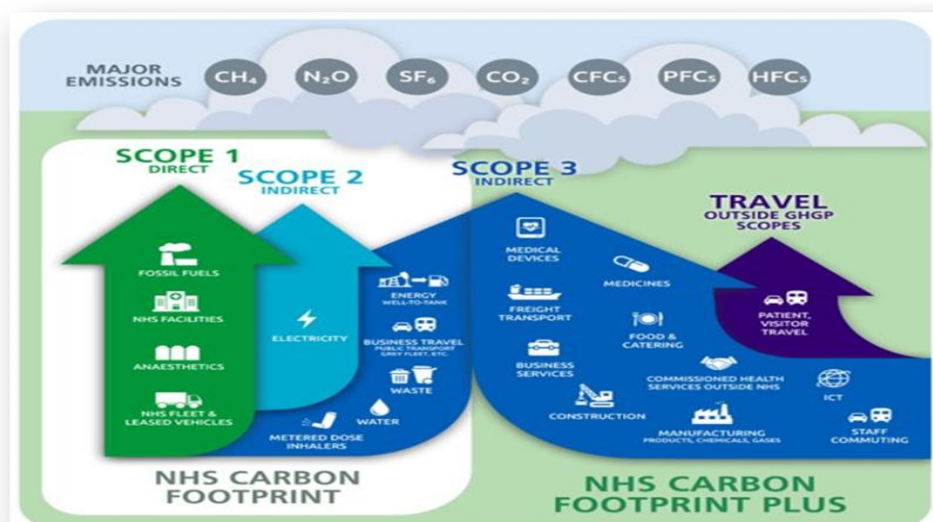 MAJOR
EMISSIONS
CH₄
N₂O
SF₆
CO₂
CFCs
PFCs
HFCs
SCOPE 1
DIRECT
FOSSIL FUELS
NHS FACILITIES
ANAESTHETICS
NHS FLEET &
LEASED VEHICLES
SCOPE 2
INDIRECT
ELECTRICITY
SCOPE 3
INDIRECT
ENERGY
WELL-TO-TANK
BUSINESS TRAVEL
PUBLIC TRANSPORT
GREY FLEET, ETC.
WASTE
WATER
METERED DOSE
INHALERS
MEDICAL
DEVICES
FREIGHT
TRANSPORT
BUSINESS
SERVICES
CONSTRUCTION
MEDICINES
FOOD &
CATERING
COMMISSIONED HEALTH
SERVICES OUTSIDE NHS
MANUFACTURING
PRODUCTS, CHEMICALS, GASES
ICT
STAFF
COMMUTING
TRAVEL
OUTSIDE GHGP
SCOPES
PATIENT,
VISITOR
TRAVEL
NHS CARBON
FOOTPRINT
NHS CARBON
FOOTPRINT PLUS